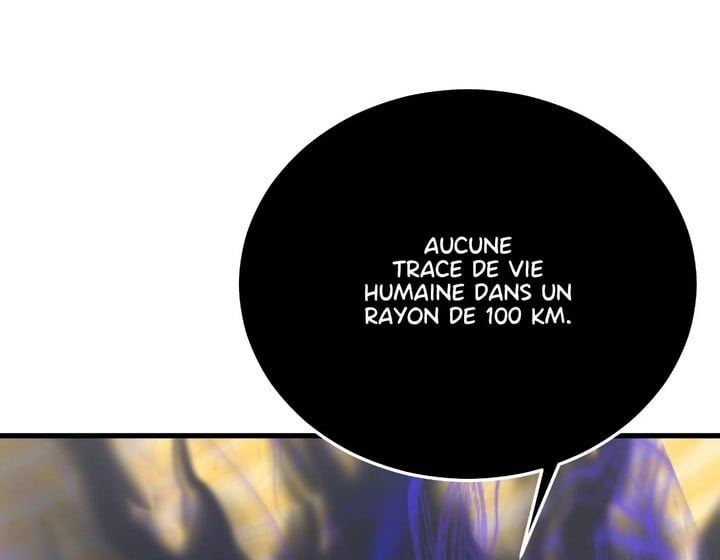 AUCUNE
TRACE DE VIE
HUMAINE DANS UN
RAYON DE 100 KM.